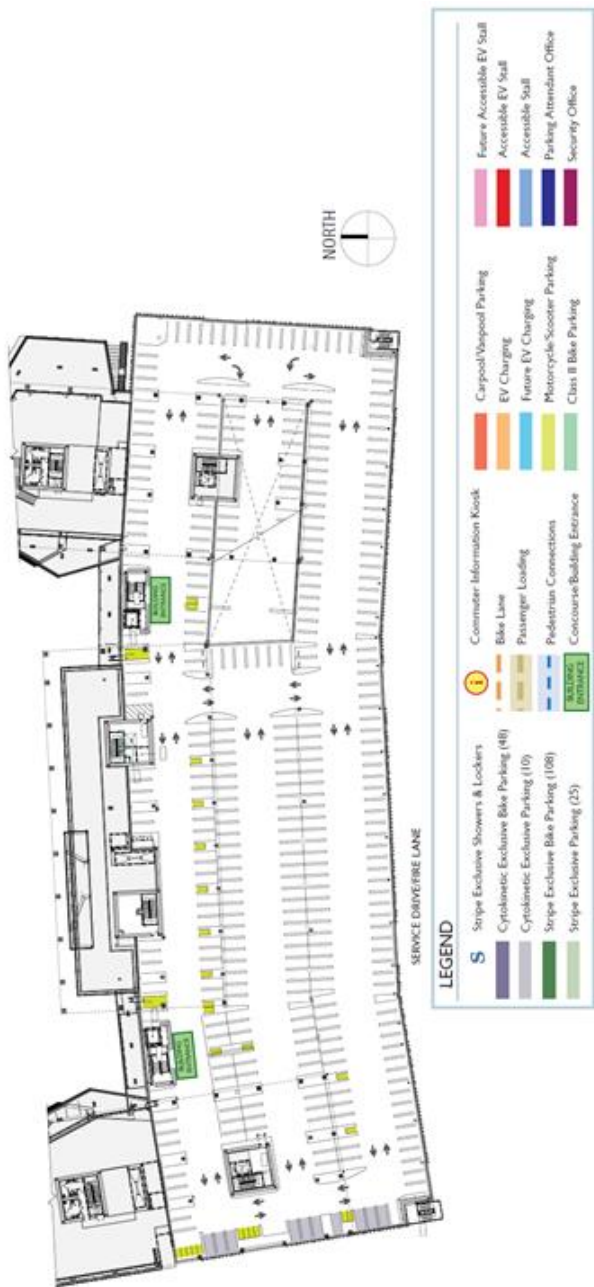 NORTH
BUILDING
ENTRANCE
BUILDING
ENTRANCE
SERVICE DRIVE/FIRE LANE
LEGEND
S Stripe Exclusive Showers & Lockers
Cytokinetic Exclusive Bike Parking (48)
Cytokinetic Exclusive Parking (10)
Stripe Exclusive Bike Parking (108)
Stripe Exclusive Parking (25)
i Commuter Information Kiosk
Bike Lane
Passenger Loading
Pedestrian Connections
BUILDING
ENTRANCE
Concourse/Building Entrance
Carpool/Vanpool Parking
EV Charging
Future EV Charging
Motorcycle/Scooter Parking
Class II Bike Parking
Future Accessible EV Stall
Accessible EV Stall
Accessible Stall
Parking Attendant Office
Security Office